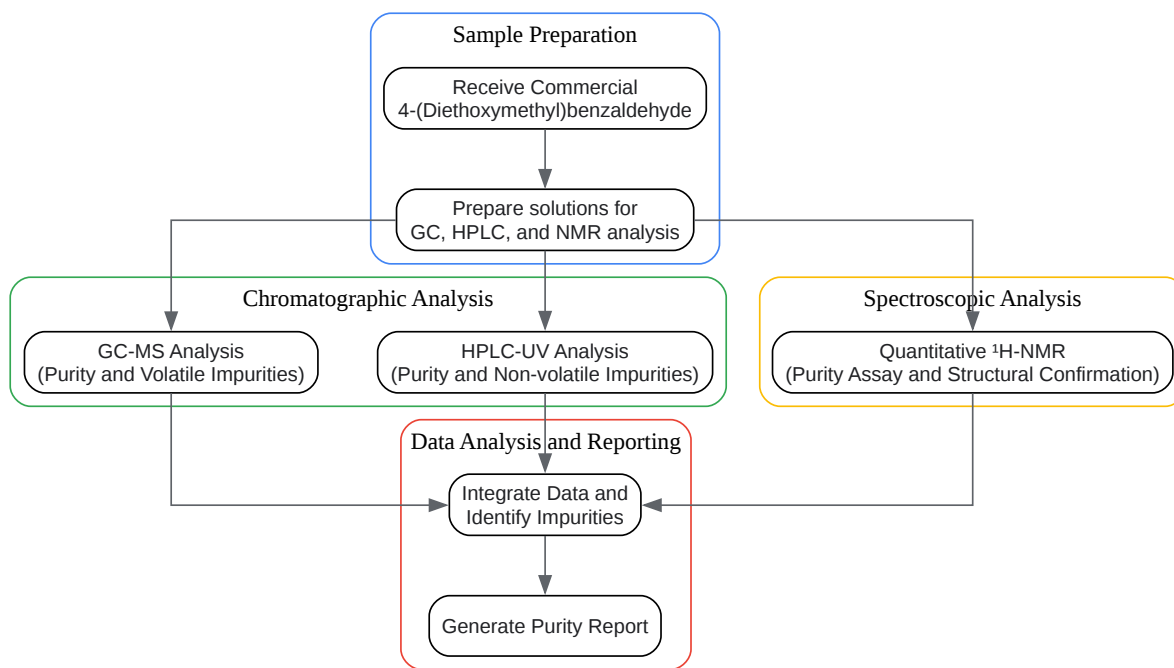 Sample Preparation
Receive Commercial
4-(Diethoxymethyl)benzaldehyde
Prepare solutions for
GC, HPLC, and NMR analysis
Chromatographic Analysis
Spectroscopic Analysis
GC-MS Analysis
(Purity and Volatile Impurities)
HPLC-UV Analysis
(Purity and Non-volatile Impurities)
Quantitative ¹H-NMR
(Purity Assay and Structural Confirmation)
Data Analysis and Reporting
Integrate Data and
Identify Impurities
Generate Purity Report